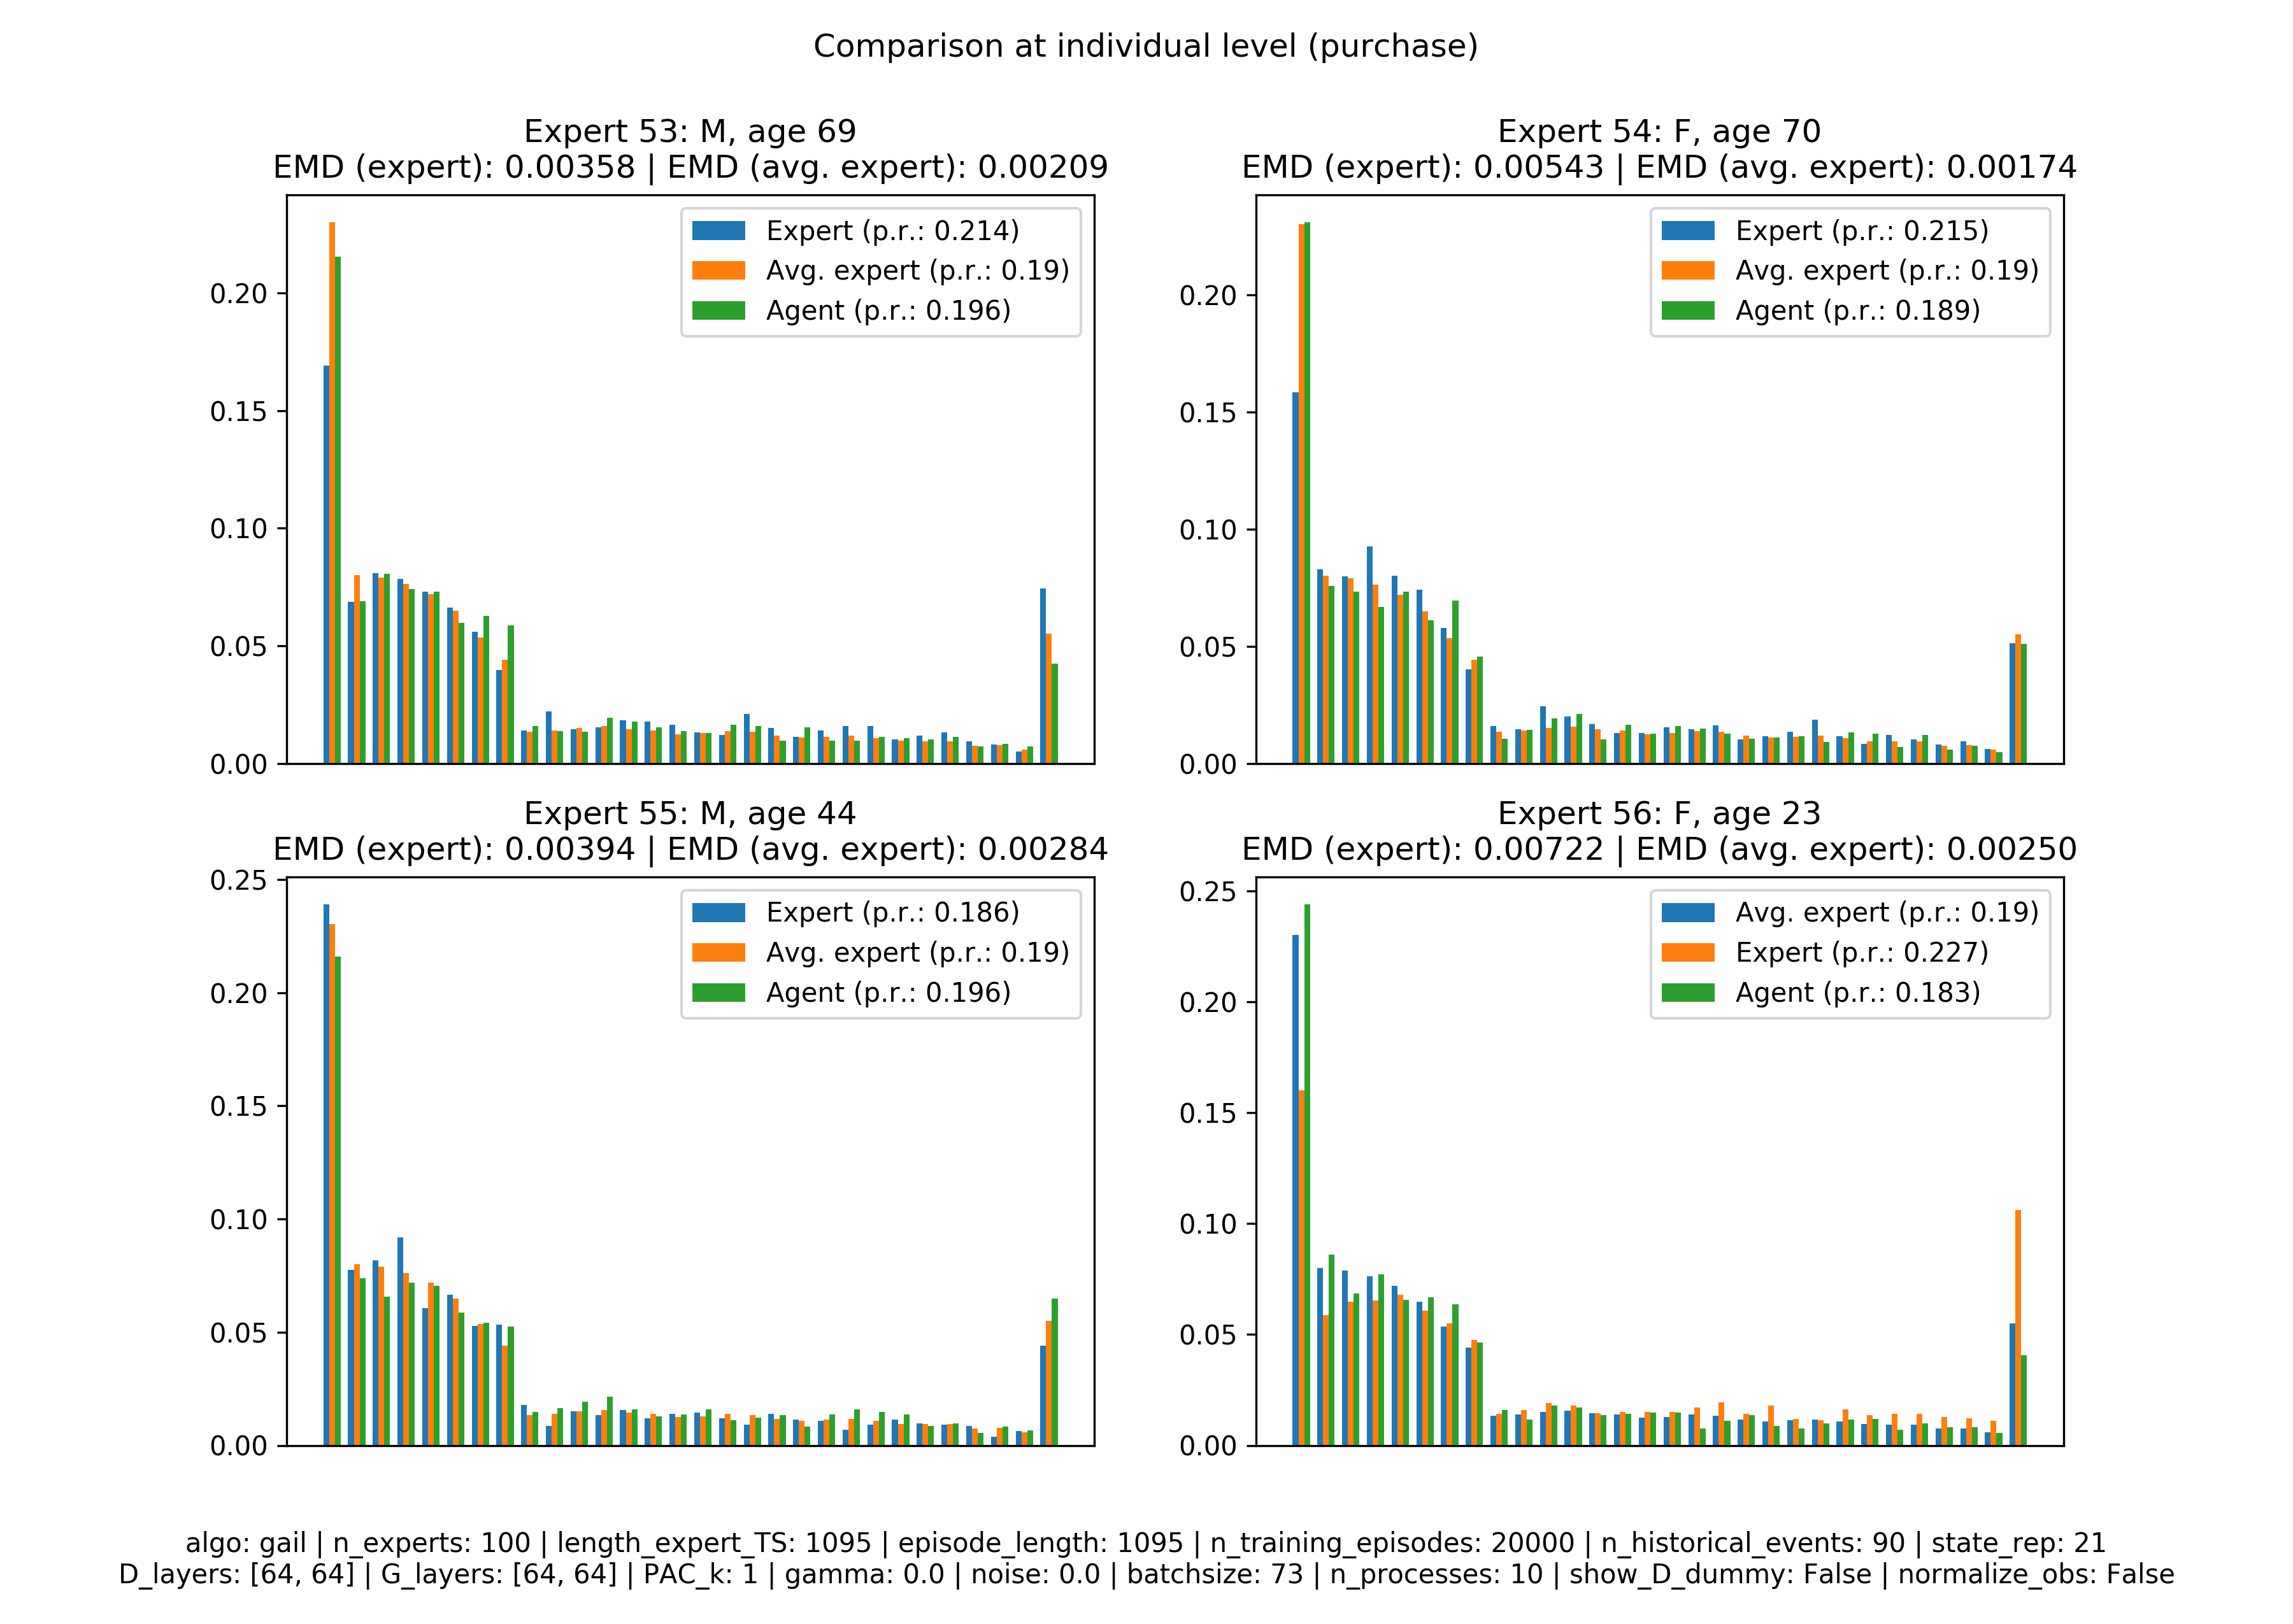 Comparison at individual level (purchase)
Expert 53: M, age 69
EMD (expert): 0.00358 | EMD (avg. expert): 0.00209
Expert (p.r.: 0.214)
Avg. expert (p.r.: 0.19)
Agent (p.r.: 0.196)
0.20
0.15
0.10
0.05
0.00
Expert 54: F, age 70
EMD (expert): 0.00543 | EMD (avg. expert): 0.00174
Expert (p.r.: 0.215)
Avg. expert (p.r.: 0.19)
Agent (p.r.: 0.189)
0.20
0.15
0.10
0.05
0.00
Expert 55: M, age 44
EMD (expert): 0.00394 | EMD (avg. expert): 0.00284
Expert (p.r.: 0.186)
Avg. expert (p.r.: 0.19)
Agent (p.r.: 0.196)
0.25
0.20
0.15
0.10
0.05
0.00
Expert 56: F, age 23
EMD (expert): 0.00722 | EMD (avg. expert): 0.00250
Avg. expert (p.r.: 0.19)
Expert (p.r.: 0.227)
Agent (p.r.: 0.183)
0.25
0.20
0.15
0.10
0.05
0.00
algo: gail | n_experts: 100 | length_expert_TS: 1095 | episode_length: 1095 | n_training_episodes: 20000 | n_historical_events: 90 | state_rep: 21
D_layers: [64, 64] | G_layers: [64, 64] | PAC_k: 1 | gamma: 0.0 | noise: 0.0 | batchsize: 73 | n_processes: 10 | show_D_dummy: False | normalize_obs: False